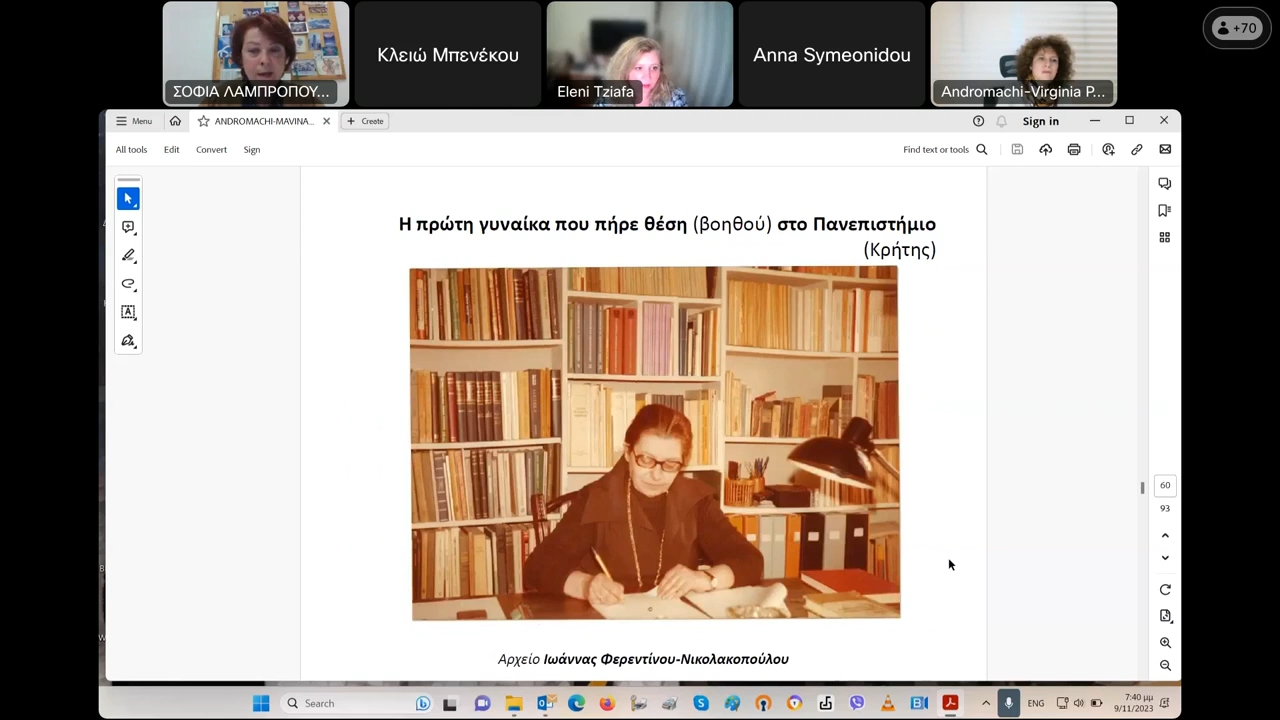 +70
ΣΟΦΙΑ ΛΑΜΠΡΟΠΟΥ...
Κλειώ Μπενέκου
Eleni Tziafa
Anna Symeonidou
Andromachi-Virginia P...
Menu
ANDROMACHI-MAVINA...
Create
Sign in
All tools Edit Convert Sign
Find text or tools
Η πρώτη γυναίκα που πήρε θέση (βοηθού) στο Πανεπιστήμιο
(Κρήτης)
60
93
Αρχείο Ιωάννας Φερεντίνου-Νικολακοπούλου
Search
ENG
7:40 μμ
9/11/2023